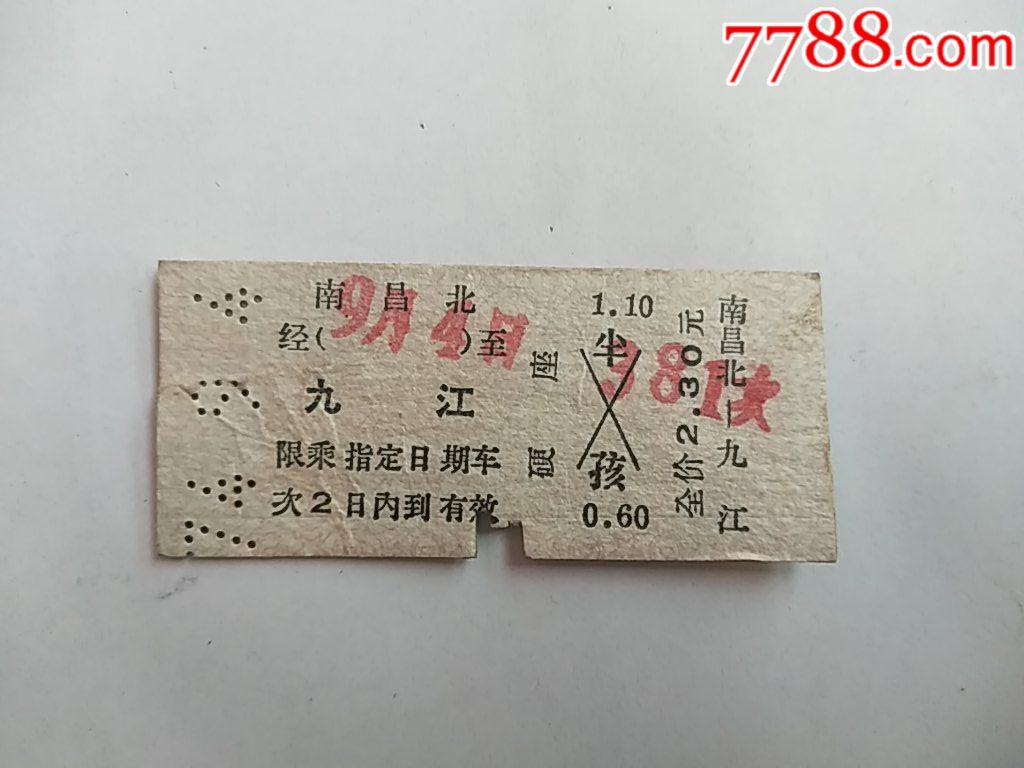 7788.com
南昌北
经( )至
九江
限乘指定日期车
次2日内到有效
9月4日
硬座
1.10
半
孩
0.60
381次
全价2.30元
南昌北—九江